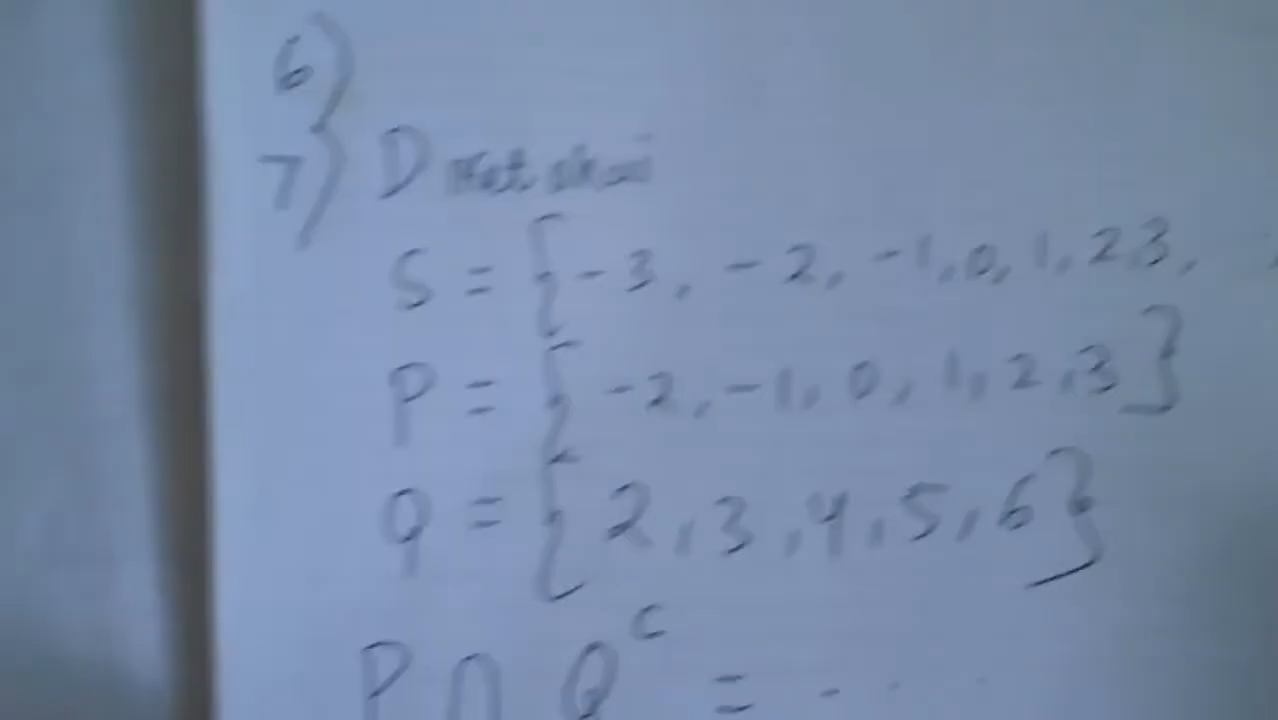 6)
7) Diketahui
S = {-3, -2, -1, 0, 1, 2, 3,
P = {-2, -1, 0, 1, 2, 3}
Q = {2, 3, 4, 5, 6}
P ∩ Q^c = ....